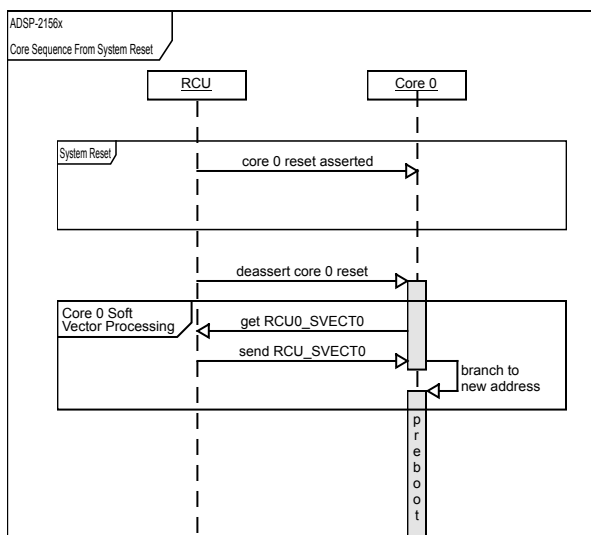 ADSP-2156x
Core Sequence From System Reset
RCU
Core 0
System Reset
core 0 reset asserted
deassert core 0 reset
Core 0 Soft
Vector Processing
get RCU0_SVECT0
send RCU_SVECT0
branch to
new address
preboot